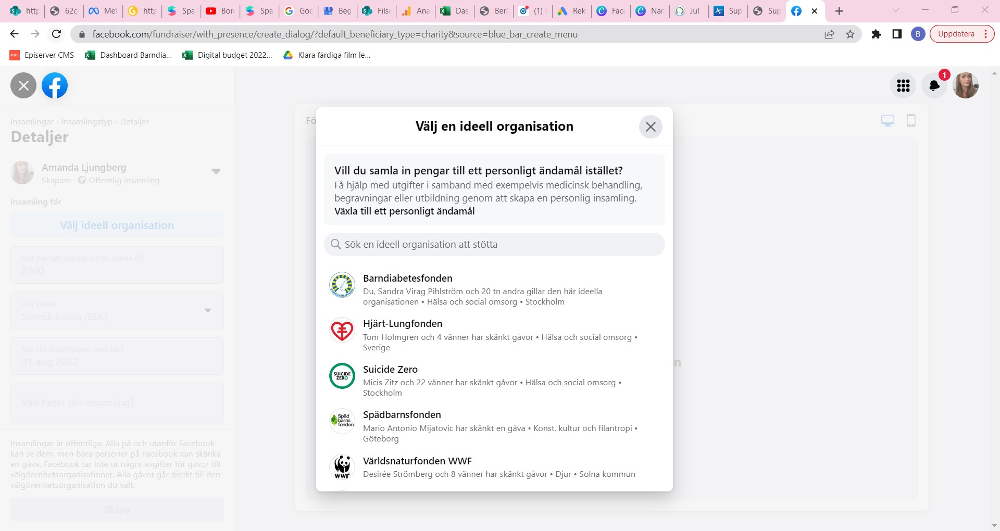 http
62c
Met
http
Spa
Bor
Spa
Goo
Beg
Filse
Ana
Das
Ber
(1)
Rek
Face
Nar
Jul
Sup
Sup
facebook.com/fundraiser/with_presence/create_dialog/?default_beneficiary_type=charity&source=blue_bar_create_menu
B
Uppdatera
Episerver CMS
Dashboard Barndia...
Digital budget 2022...
Klara färdiga film le...
1
Insamlingar › Insamlingstyp › Detaljer
Detaljer
Amanda Ljungberg
Skapare · Offentlig insamling
Insamling för
Välj ideell organisation
Hur mycket pengar vill du samla in?
2100
Välj valuta
Svensk krona (SEK)
När ska insamlingen avslutas?
31 aug 2022
Vad heter din insamling?
Insamlingar är offentliga. Alla på och utanför Facebook
kan se dem, men bara personer på Facebook kan skänka
en gåva. Facebook tar inte ut några avgifter för gåvor till
välgörenhetsorganisationer. Alla gåvor går direkt till den
välgörenhetsorganisation du valt.
Skapa
Fö
Välj en ideell organisation
Vill du samla in pengar till ett personligt ändamål istället?
Få hjälp med utgifter i samband med exempelvis medicinsk behandling,
begravningar eller utbildning genom att skapa en personlig insamling.
Växla till ett personligt ändamål
Sök en ideell organisation att stötta
Barndiabetesfonden
Du, Sandra Virag Pihlström och 20 tn andra gillar den här ideella
organisationen • Hälsa och social omsorg • Stockholm
Hjärt-Lungfonden
Tom Holmgren och 4 vänner har skänkt gåvor • Hälsa och social omsorg •
Sverige
SUICIDE
ZERO
Suicide Zero
Micis Zitz och 22 vänner har skänkt gåvor • Hälsa och social omsorg •
Stockholm
Späd
barns
fonden
Spädbarnsfonden
Mario Antonio Mijatovic har skänkt en gåva • Konst, kultur och filantropi •
Göteborg
WWF
Världsnaturfonden WWF
Desirée Strömberg och 8 vänner har skänkt gåvor • Djur • Solna kommun
n